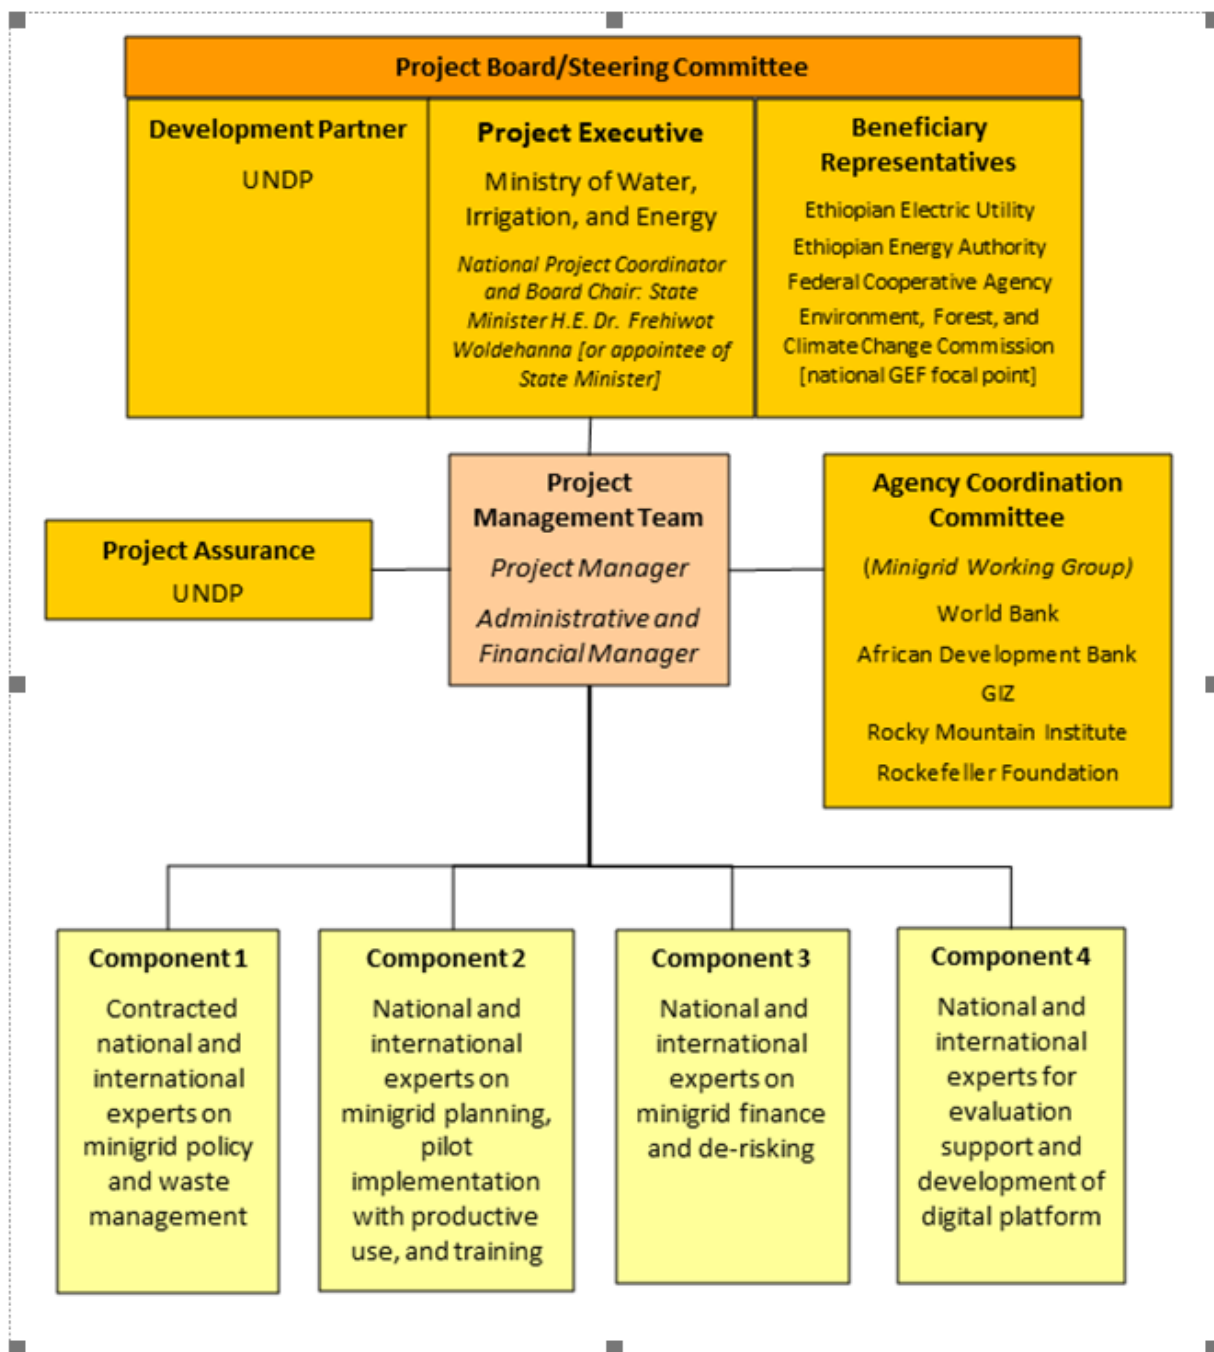 Project Board/Steering Committee
Development Partner
UNDP
Project Executive
Ministry of Water,
Irrigation, and Energy
National Project Coordinator
and Board Chair: State
Minister H.E. Dr. Frehiwot
Woldehanna [or appointee of
State Minister]
Beneficiary
Representatives
Ethiopian Electric Utility
Ethiopian Energy Authority
Federal Cooperative Agency
Environment, Forest, and
Climate Change Commission
[national GEF focal point]
Project Assurance
UNDP
Project
Management Team
Project Manager
Administrative and
Financial Manager
Agency Coordination
Committee
(Minigrid Working Group)
World Bank
African Development Bank
GIZ
Rocky Mountain Institute
Rockefeller Foundation
Component 1
Contracted
national and
international
experts on
minigrid policy
and waste
management
Component 2
National and
international
experts on
minigrid planning,
pilot
implementation
with productive
use, and training
Component 3
National and
international
experts on
minigrid finance
and de-risking
Component 4
National and
international
experts for
evaluation
support and
development of
digital platform